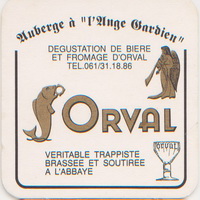 Auberge à "l'Ange Gardien"
DEGUSTATION DE BIERE
ET FROMAGE D'ORVAL
TEL.061/31.18.86
ORVAL
VERITABLE TRAPPISTE
BRASSEE ET SOUTIREE
A L'ABBAYE
ORVAL